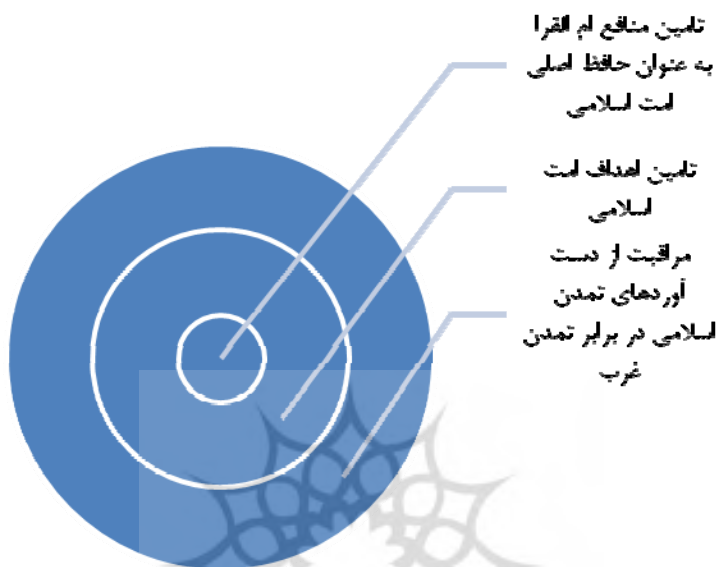 تامین منافع ام القرا
به عنوان حافظ اصلی
امت اسلامی
تامین اهداف امت
اسلامی
مراقبت از دست
آوردهای تمدن
اسلامی در برابر تمدن
غرب